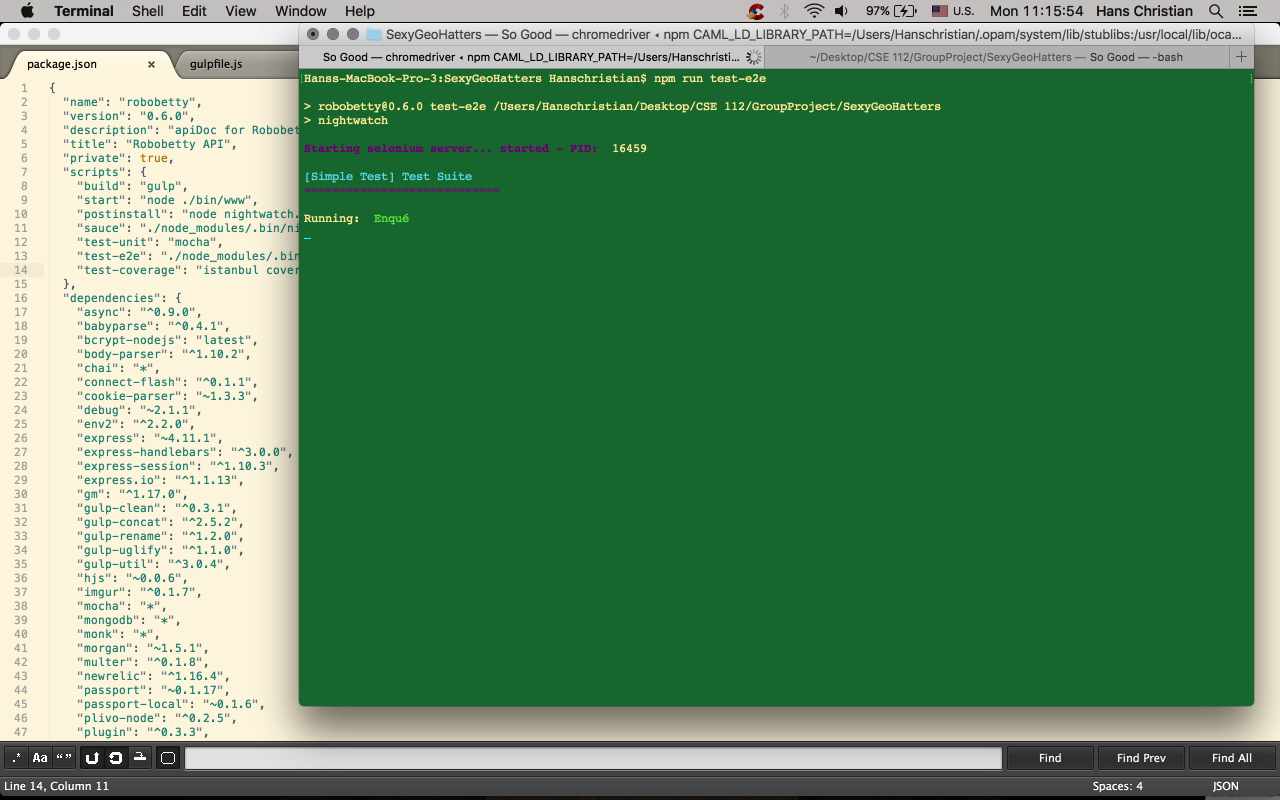 Terminal Shell Edit View Window Help 97% U.S. Mon 11:15:54 Hans Christian
SexyGeoHatters — So Good — chromedriver ◂ npm CAML_LD_LIBRARY_PATH=/Users/Hanschristian/.opam/system/lib/stublibs:/usr/local/lib/oca...
So Good — chromedriver ◂ npm CAML_LD_LIBRARY_PATH=/Users/Hanschristi... ~/Desktop/CSE 112/GroupProject/SexyGeoHatters — So Good — -bash
package.json × gulpfile.js
1 {
2 "name": "robobetty",
3 "version": "0.6.0",
4 "description": "apiDoc for Robobet
5 "title": "Robobetty API",
6 "private": true,
7 "scripts": {
8 "build": "gulp",
9 "start": "node ./bin/www",
10 "postinstall": "node nightwatch.
11 "sauce": "./node_modules/.bin/ni
12 "test-unit": "mocha",
13 "test-e2e": "./node_modules/.bin
14 "test-coverage": "istanbul cover
15 },
16 "dependencies": {
17 "async": "^0.9.0",
18 "babyparse": "^0.4.1",
19 "bcrypt-nodejs": "latest",
20 "body-parser": "^1.10.2",
21 "chai": "*",
22 "connect-flash": "^0.1.1",
23 "cookie-parser": "~1.3.3",
24 "debug": "~2.1.1",
25 "env2": "^2.2.0",
26 "express": "~4.11.1",
27 "express-handlebars": "^3.0.0",
28 "express-session": "^1.10.3",
29 "express.io": "^1.1.13",
30 "gm": "^1.17.0",
31 "gulp-clean": "^0.3.1",
32 "gulp-concat": "^2.5.2",
33 "gulp-rename": "^1.2.0",
34 "gulp-uglify": "^1.1.0",
35 "gulp-util": "^3.0.4",
36 "hjs": "~0.0.6",
37 "imgur": "^0.1.7",
38 "mocha": "*",
39 "mongodb": "*",
40 "monk": "*",
41 "morgan": "~1.5.1",
42 "multer": "^0.1.8",
43 "newrelic": "^1.16.4",
44 "passport": "~0.1.17",
45 "passport-local": "~0.1.6",
46 "plivo-node": "^0.2.5",
47 "plugin": "^0.3.3",
[Hanss-MacBook-Pro-3:SexyGeoHatters Hanschristian$ npm run test-e2e ]
> robobetty@0.6.0 test-e2e /Users/Hanschristian/Desktop/CSE 112/GroupProject/SexyGeoHatters
> nightwatch
Starting selenium server... started - PID: 16459
[Simple Test] Test Suite
============================
Running: Enqué
.* Aa “ ” Find Find Prev Find All
Line 14, Column 11 Spaces: 4 JSON